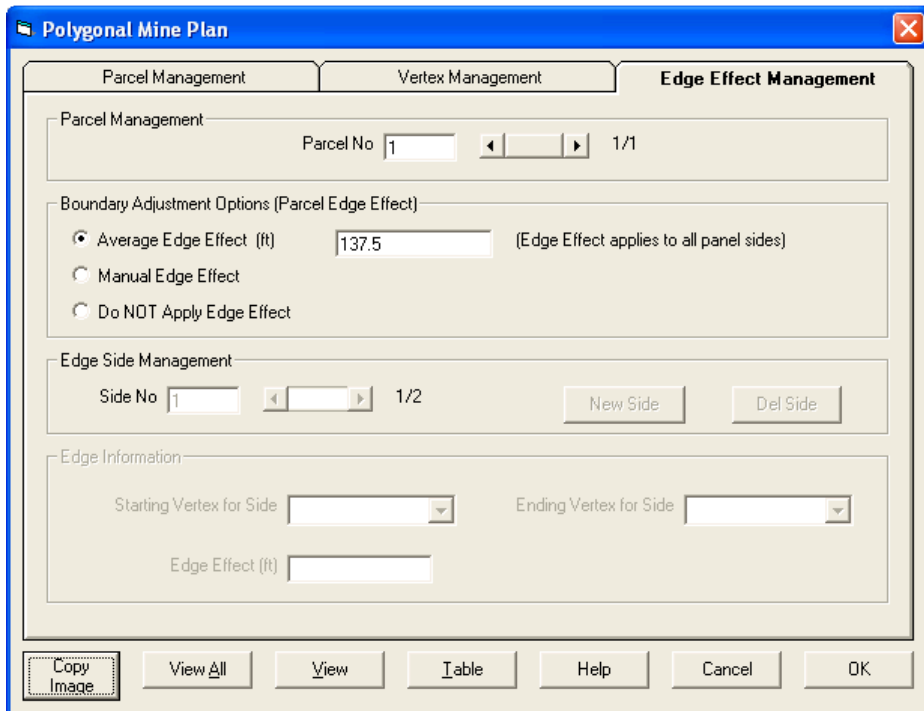 Polygonal Mine Plan
Parcel Management Vertex Management Edge Effect Management
Parcel Management
Parcel No 1 1/1
Boundary Adjustment Options (Parcel Edge Effect)
Average Edge Effect (ft) 137.5 (Edge Effect applies to all panel sides)
Manual Edge Effect
Do NOT Apply Edge Effect
Edge Side Management
Side No 1 1/2 New Side Del Side
Edge Information
Starting Vertex for Side Ending Vertex for Side
Edge Effect (ft)
Copy Image View All View Table Help Cancel OK